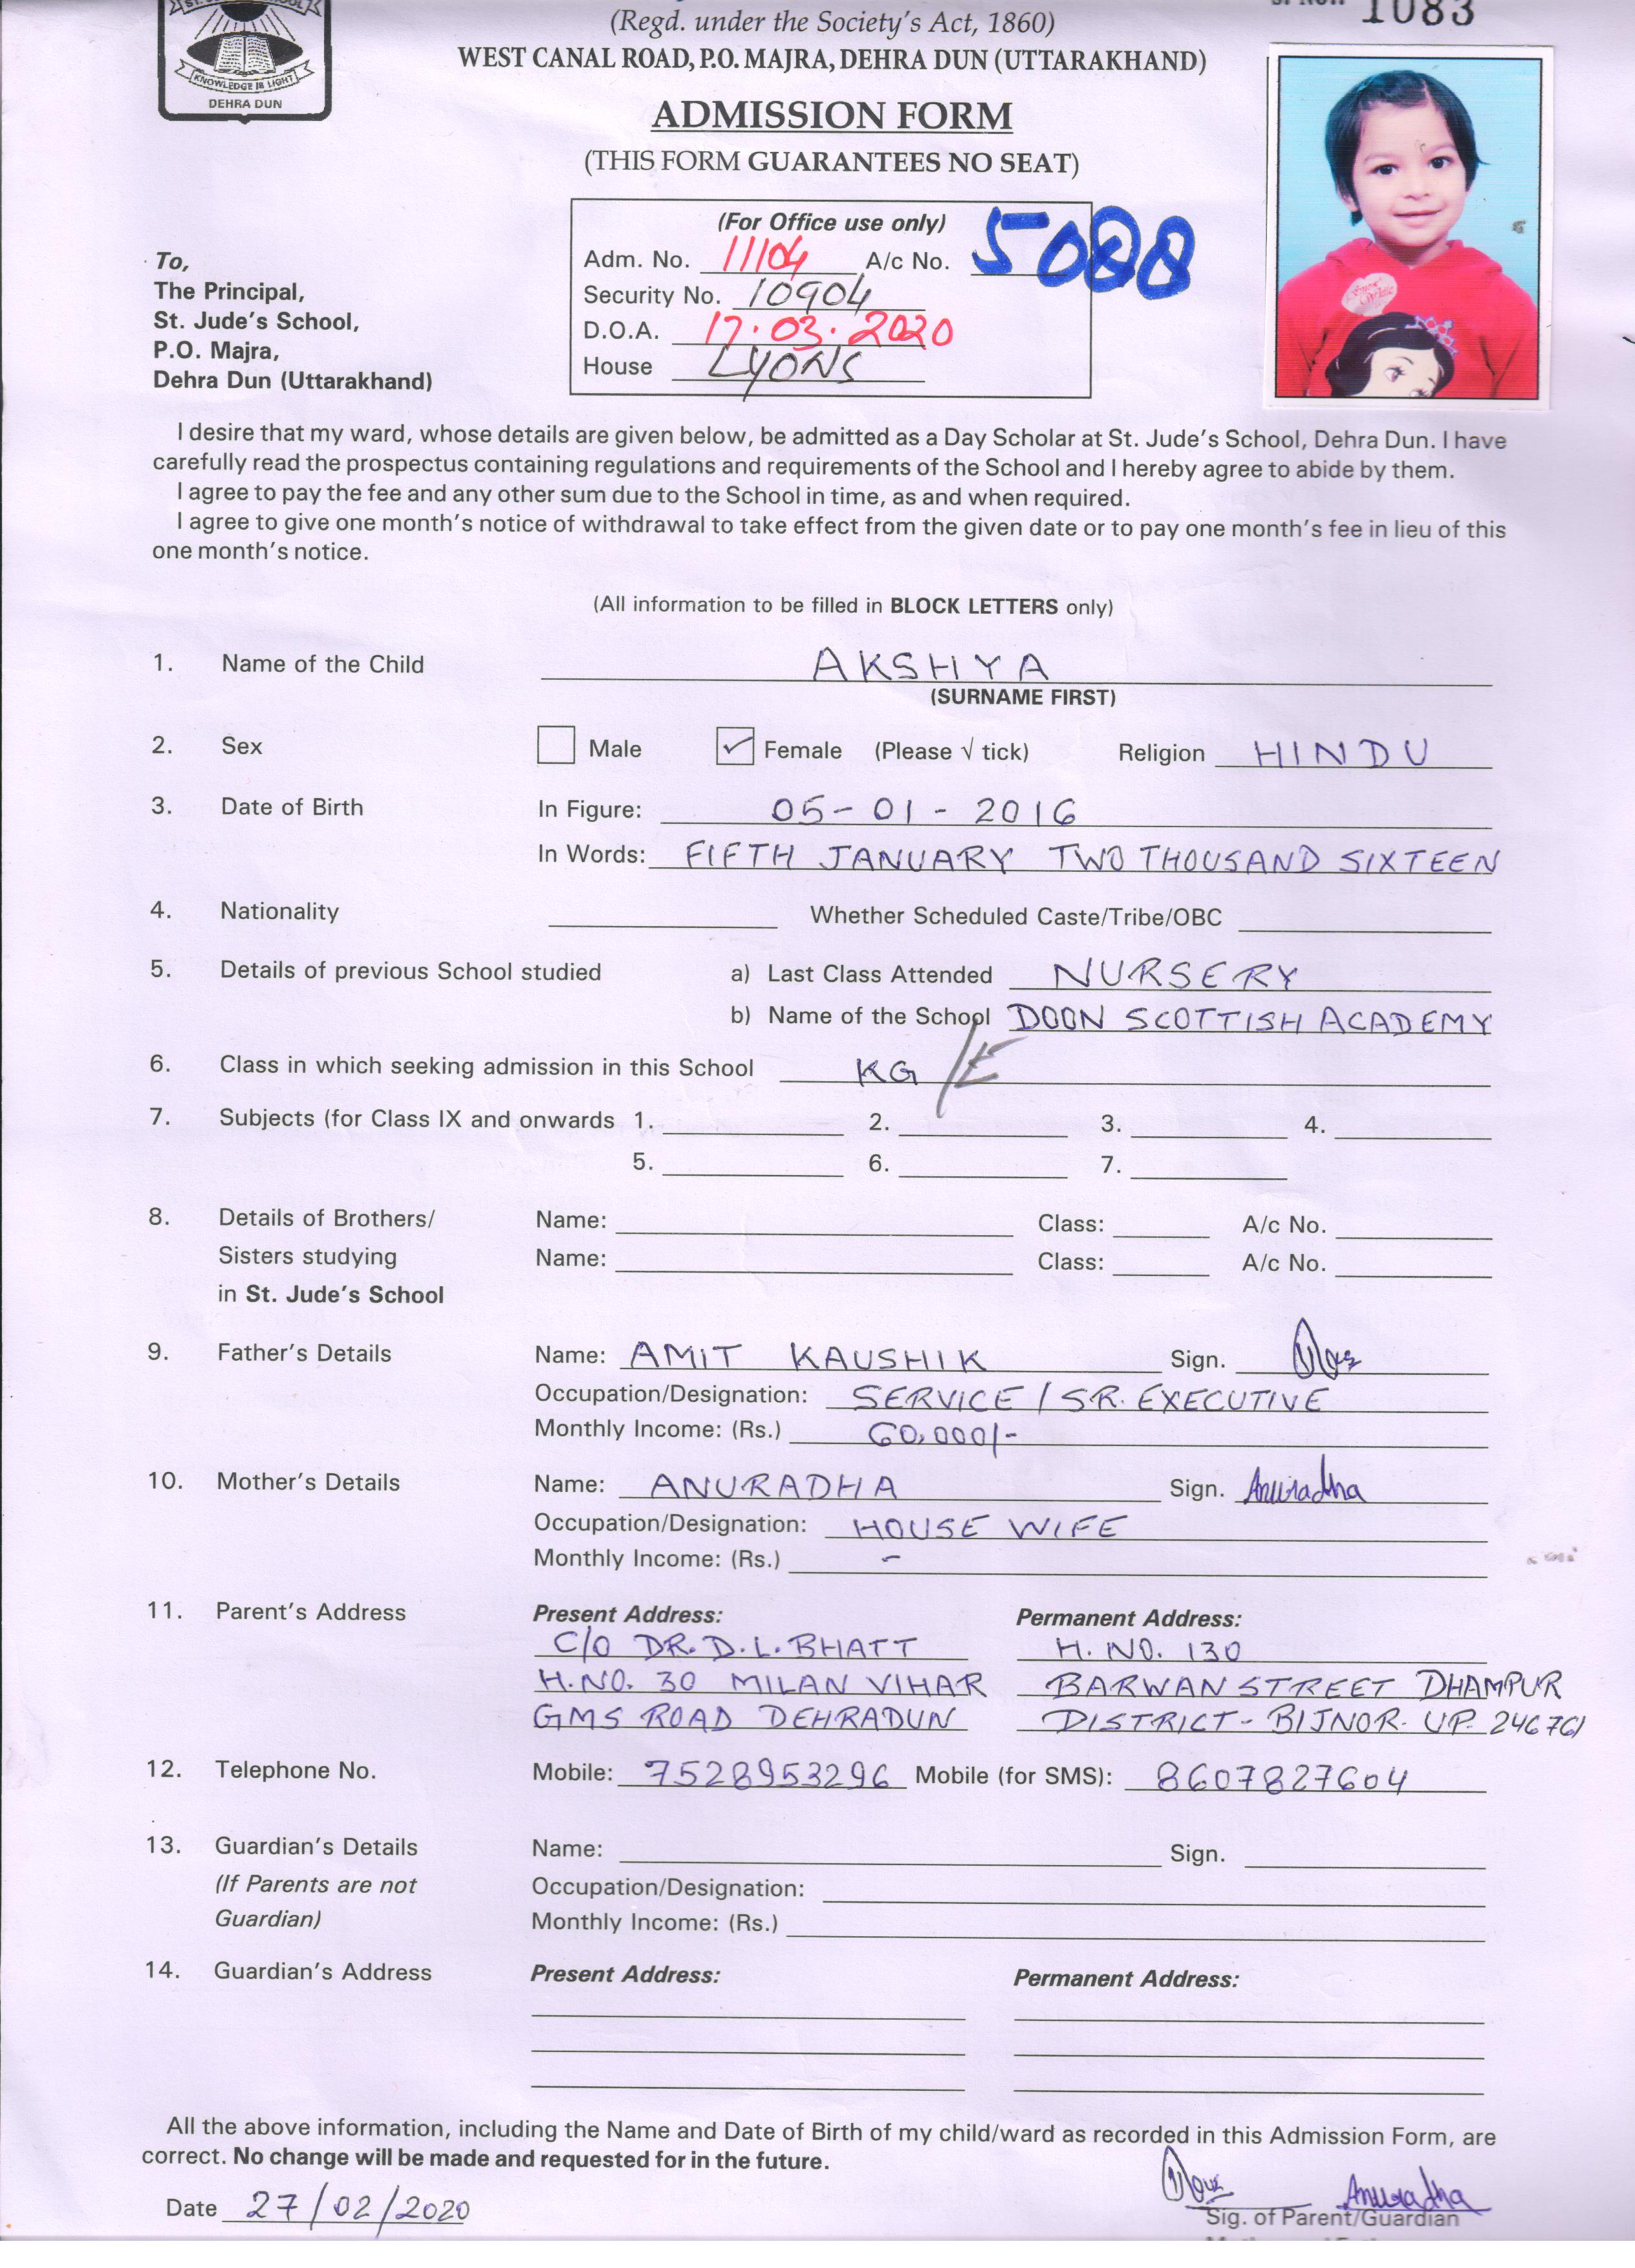 (Regd. under the Society's Act, 1860)
1083
WEST CANAL ROAD, P.O. MAJRA, DEHRA DUN (UTTARAKHAND)
KNOWLEDGE IS LIGHT
DEHRA DUN
ADMISSION FORM
(THIS FORM GUARANTEES NO SEAT)
(For Office use only)
Adm. No. 11104 A/c No. 5088
Security No. 10904
D.O.A. 17.03.2020
House LYONS
To,
The Principal,
St. Jude's School,
P.O. Majra,
Dehra Dun (Uttarakhand)
Snow White
I desire that my ward, whose details are given below, be admitted as a Day Scholar at St. Jude's School, Dehra Dun. I have
carefully read the prospectus containing regulations and requirements of the School and I hereby agree to abide by them.
I agree to pay the fee and any other sum due to the School in time, as and when required.
I agree to give one month's notice of withdrawal to take effect from the given date or to pay one month's fee in lieu of this
one month's notice.
(All information to be filled in BLOCK LETTERS only)
1. Name of the Child AKSHYA
(SURNAME FIRST)
2. Sex Male ✓ Female (Please √ tick) Religion HINDU
3. Date of Birth In Figure: 05-01-2016
In Words: FIFTH JANUARY TWO THOUSAND SIXTEEN
4. Nationality Whether Scheduled Caste/Tribe/OBC
5. Details of previous School studied a) Last Class Attended NURSERY
b) Name of the School DOON SCOTTISH ACADEMY
6. Class in which seeking admission in this School KG /E
7. Subjects (for Class IX and onwards 1. 2. 3. 4.
5. 6. 7.
8. Details of Brothers/ Name: Class: A/c No.
Sisters studying Name: Class: A/c No.
in St. Jude's School
9. Father's Details Name: AMIT KAUSHIK Sign.
Occupation/Designation: SERVICE / SR. EXECUTIVE
Monthly Income: (Rs.) 60,000/-
10. Mother's Details Name: ANURADHA Sign. Anuradha
Occupation/Designation: HOUSE WIFE
Monthly Income: (Rs.) -
11. Parent's Address Present Address: Permanent Address:
C/O DR. D.L. BHATT H. NO. 130
H.NO. 30 MILAN VIHAR BARWAN STREET DHAMPUR
GMS ROAD DEHRADUN DISTRICT - BIJNOR. UP. 246761
12. Telephone No. Mobile: 7528953296 Mobile (for SMS): 8607827604
13. Guardian's Details Name: Sign.
(If Parents are not Occupation/Designation:
Guardian) Monthly Income: (Rs.)
14. Guardian's Address Present Address: Permanent Address:
All the above information, including the Name and Date of Birth of my child/ward as recorded in this Admission Form, are
correct. No change will be made and requested for in the future.
Date 27/02/2020 Anuradha
Sig. of Parent/Guardian